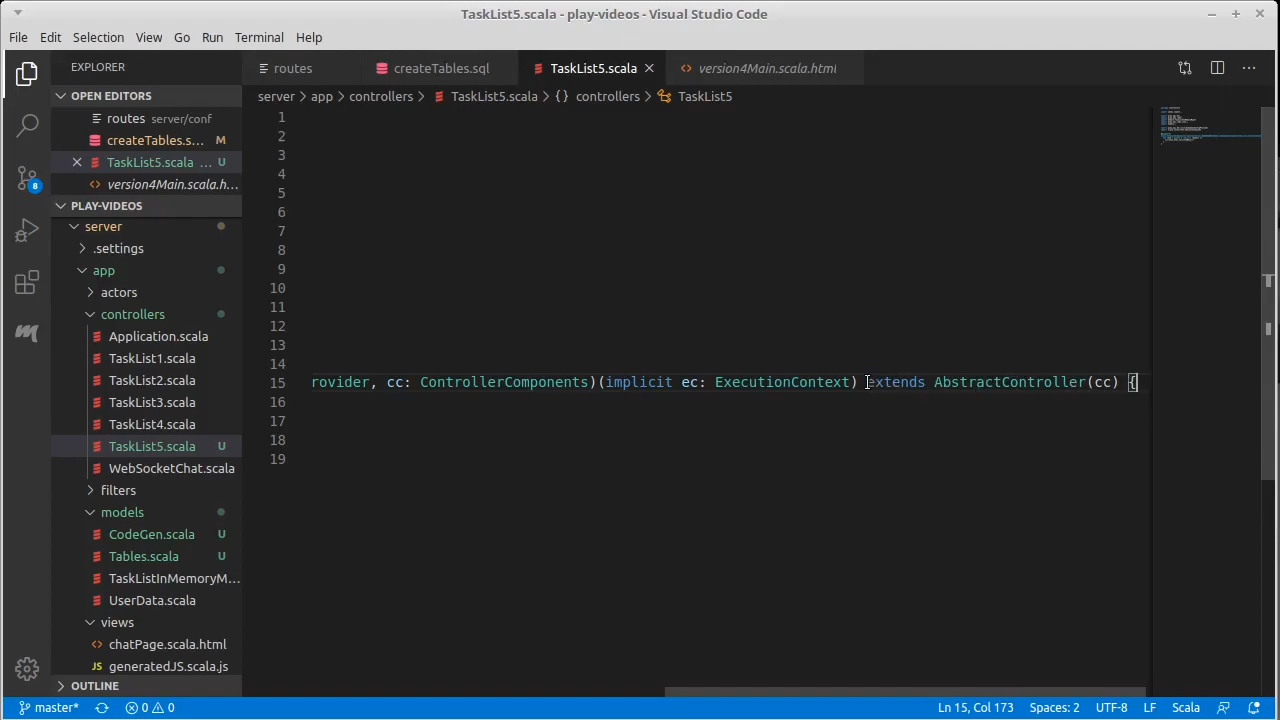 TaskList5.scala - play-videos - Visual Studio Code
File Edit Selection View Go Run Terminal Help
EXPLORER
routes createTables.sql TaskList5.scala version4Main.scala.html
OPEN EDITORS
server app controllers TaskList5.scala {} controllers TaskList5
routes server/conf
createTables.s... M
TaskList5.scala ... U
version4Main.scala.h...
PLAY-VIDEOS
server
.settings
app
actors
controllers
Application.scala
TaskList1.scala
TaskList2.scala
TaskList3.scala
TaskList4.scala
TaskList5.scala U
WebSocketChat.scala
filters
models
CodeGen.scala U
Tables.scala U
TaskListInMemoryM...
UserData.scala
views
chatPage.scala.html
generatedJS.scala.js
OUTLINE
8
1
2
3
4
5
6
7
8
9
10
11
12
13
14
15 rovider, cc: ControllerComponents)(implicit ec: ExecutionContext) extends AbstractController(cc) {
16
17
18
19
master* 0 0 Ln 15, Col 173 Spaces: 2 UTF-8 LF Scala